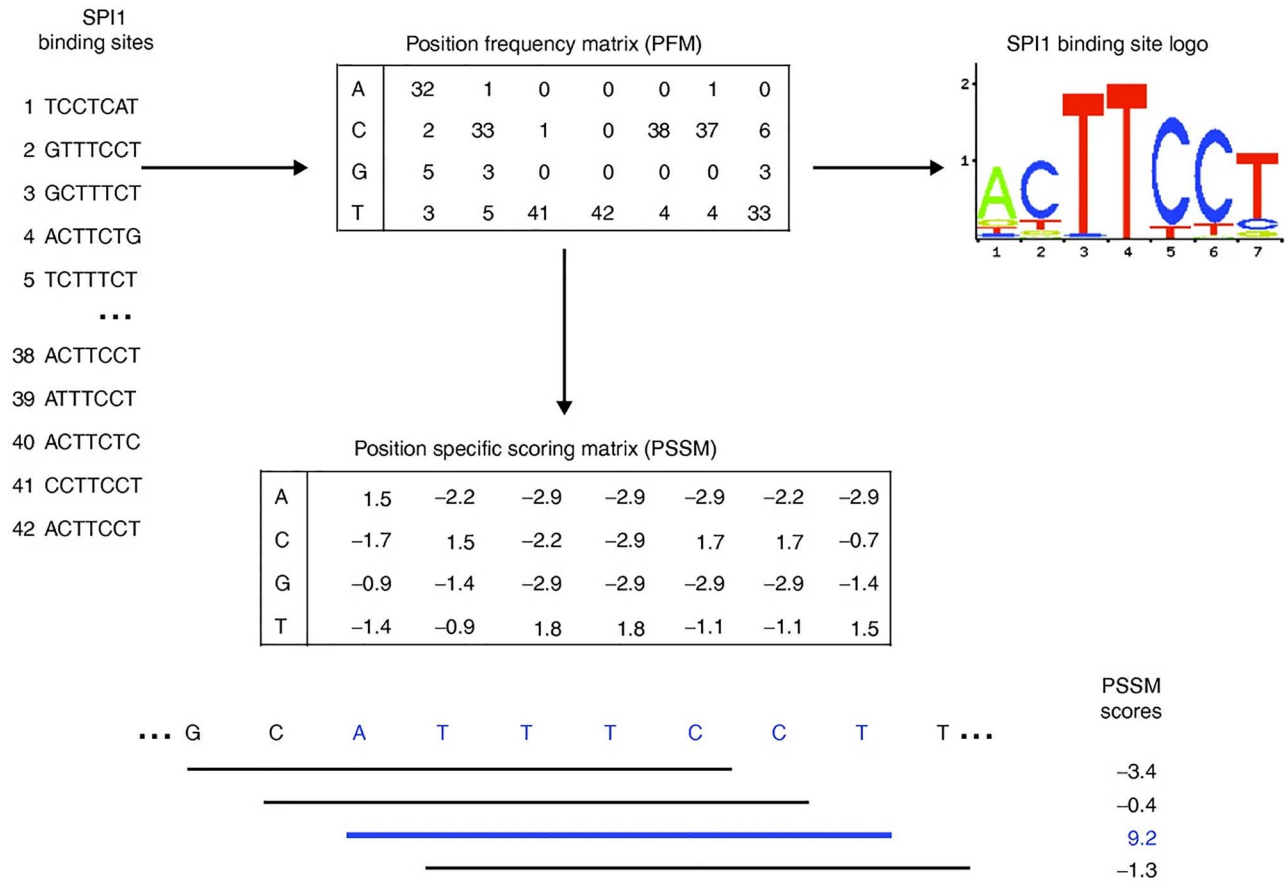 SPI1
binding sites
1 TCCTCAT
2 GTTTCCT
3 GCTTTCT
4 ACTTCTG
5 TCTTTCT
...
38 ACTTCCT
39 ATTTCCT
40 ACTTCTC
41 CCTTCCT
42 ACTTCCT
Position frequency matrix (PFM)
A 32 1 0 0 0 1 0
C 2 33 1 0 38 37 6
G 5 3 0 0 0 0 3
T 3 5 41 42 4 4 33
SPI1 binding site logo
2
1
A C T T C C T
1 2 3 4 5 6 7
Position specific scoring matrix (PSSM)
A 1.5 −2.2 −2.9 −2.9 −2.9 −2.2 −2.9
C −1.7 1.5 −2.2 −2.9 1.7 1.7 −0.7
G −0.9 −1.4 −2.9 −2.9 −2.9 −2.9 −1.4
T −1.4 −0.9 1.8 1.8 −1.1 −1.1 1.5
PSSM
scores
... G C A T T T C C T T ...
−3.4
−0.4
9.2
−1.3